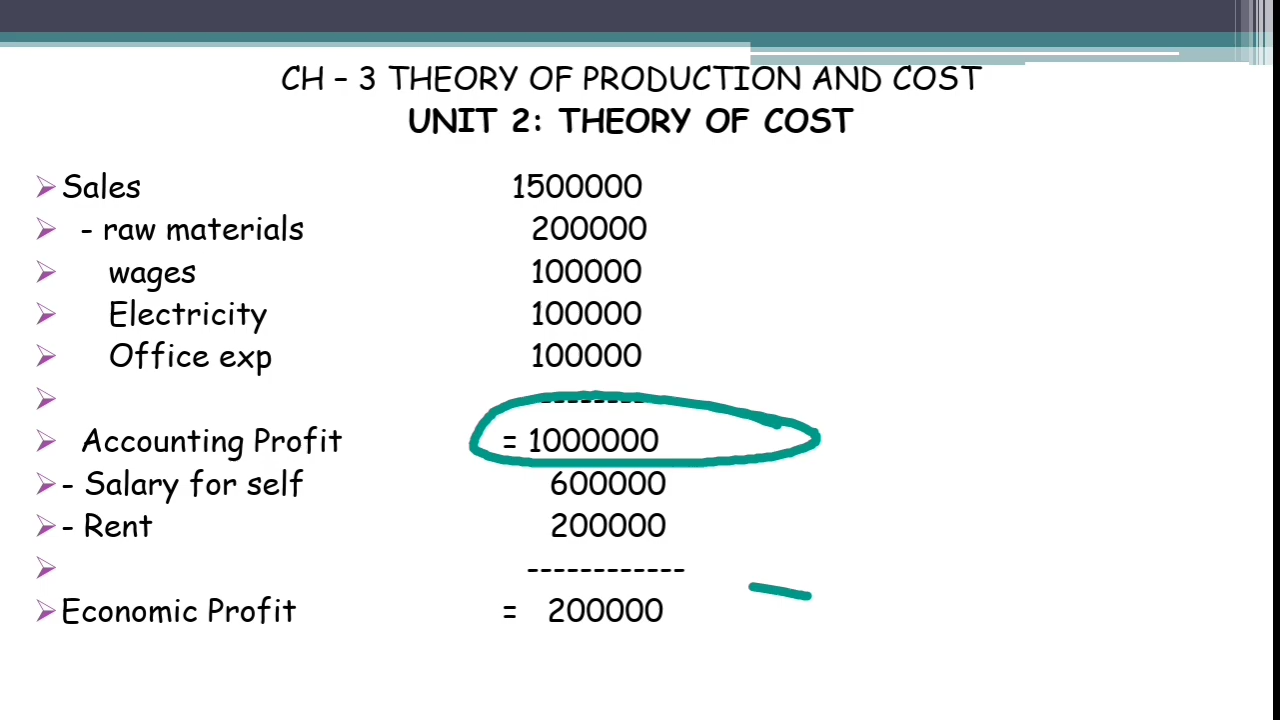 CH – 3 THEORY OF PRODUCTION AND COST
UNIT 2: THEORY OF COST
Sales 1500000
- raw materials 200000
wages 100000
Electricity 100000
Office exp 100000
---------
Accounting Profit = 1000000
- Salary for self 600000
- Rent 200000
------------
Economic Profit = 200000